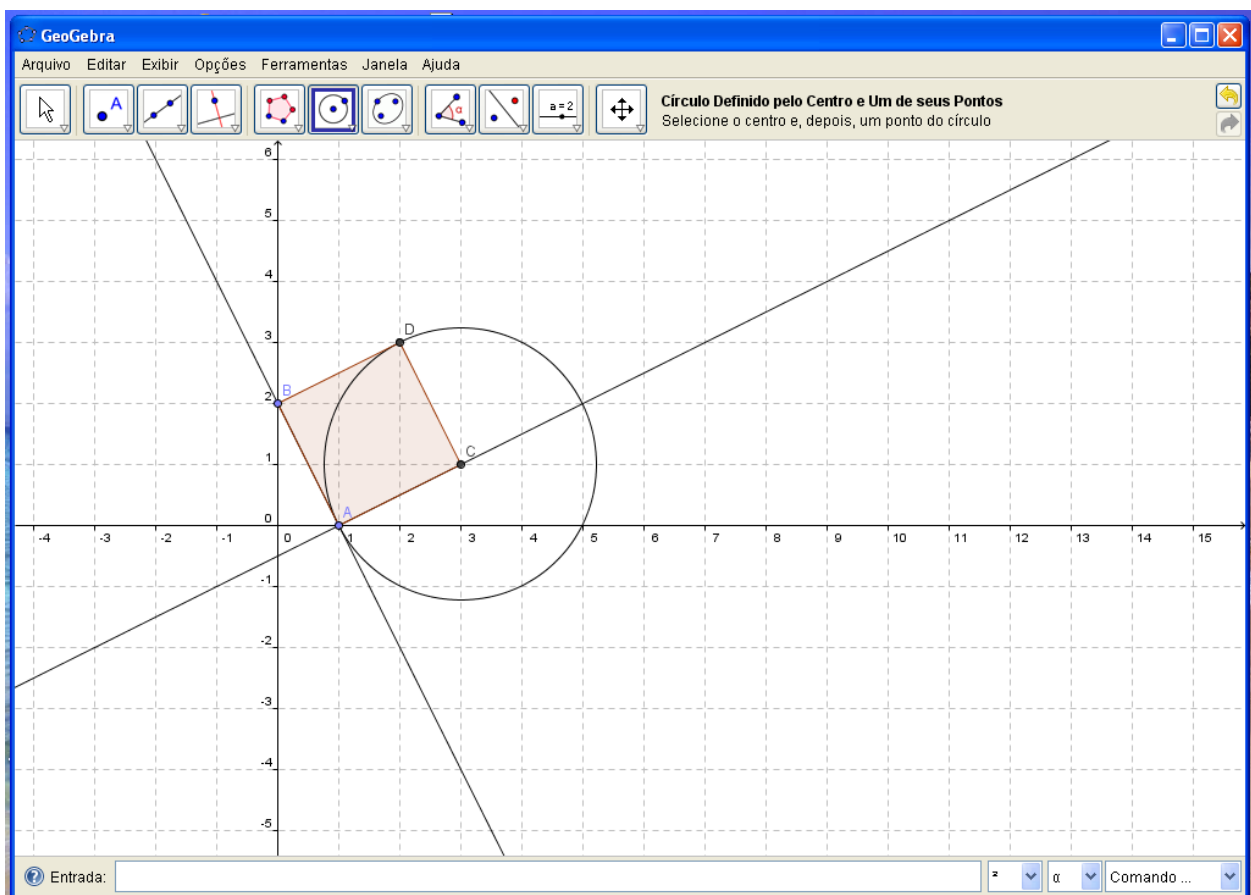 GeoGebra
Arquivo Editar Exibir Opções Ferramentas Janela Ajuda
A
α
a = 2
Círculo Definido pelo Centro e Um de seus Pontos
Selecione o centro e, depois, um ponto do círculo
6
5
4
3
D
2
B
1
C
0
A
-4 -3 -2 -1 0 1 2 3 4 5 6 7 8 9 10 11 12 13 14 15
-1
-2
-3
-4
-5
Entrada: ² α Comando ...